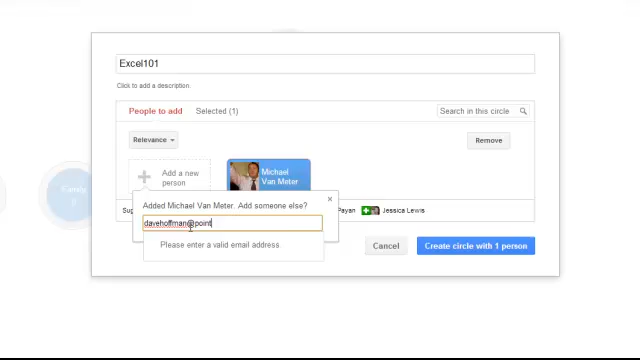 Excel101
Click to add a description.
People to add Selected (1) Search in this circle
Relevance Remove
Add a new
person
Michael
Van Meter
Added Michael Van Meter. Add someone else? ×
Payan Jessica Lewis
davehoffman@point
Please enter a valid email address.
Cancel Create circle with 1 person